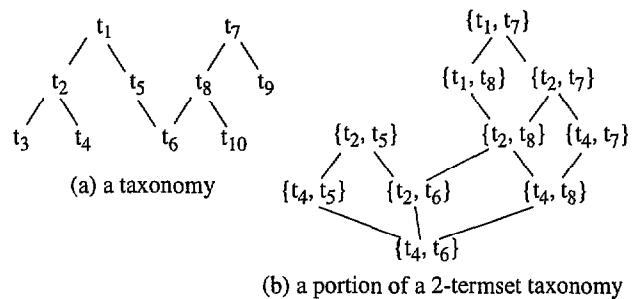 t1 t7
t2 t5 t8 t9
t3 t4 t6 t10
(a) a taxonomy
{t1, t7}
{t1, t8} {t2, t7}
{t2, t5} {t2, t8} {t4, t7}
{t4, t5} {t2, t6} {t4, t8}
{t4, t6}
(b) a portion of a 2-termset taxonomy